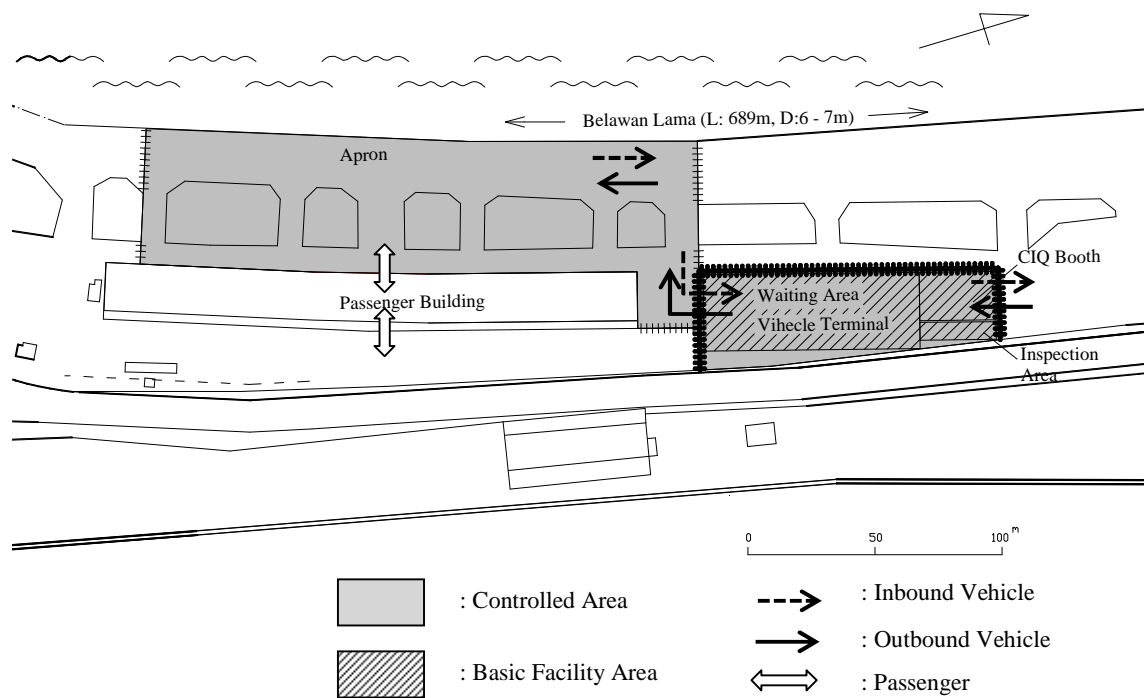 Belawan Lama (L: 689m, D:6 - 7m)
Apron
CIQ Booth
Waiting Area
Passenger Building
Vihecle Terminal
Inspection
Area
0 50 100 m
: Controlled Area
: Inbound Vehicle
: Outbound Vehicle
: Basic Facility Area
: Passenger